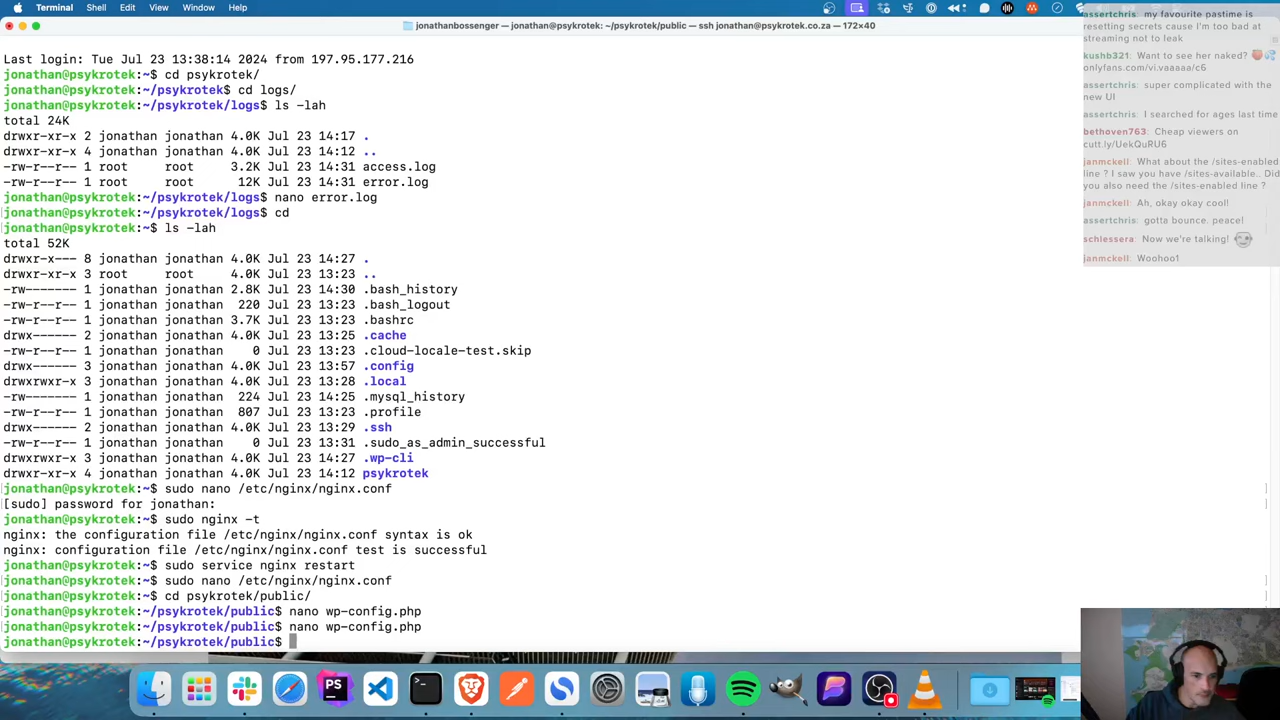 Terminal Shell Edit View Window Help
jonathanbossenger — jonathan@psykrotek: ~/psykrotek/public — ssh jonathan@psykrotek.co.za — 172×40
Last login: Tue Jul 23 13:38:14 2024 from 197.95.177.216
jonathan@psykrotek:~$ cd psykrotek/
jonathan@psykrotek:~/psykrotek$ cd logs/
jonathan@psykrotek:~/psykrotek/logs$ ls -lah
total 24K
drwxr-xr-x 2 jonathan jonathan 4.0K Jul 23 14:17 .
drwxr-xr-x 4 jonathan jonathan 4.0K Jul 23 14:12 ..
-rw-r--r-- 1 root     root     3.2K Jul 23 14:31 access.log
-rw-r--r-- 1 root     root      12K Jul 23 14:31 error.log
jonathan@psykrotek:~/psykrotek/logs$ nano error.log
jonathan@psykrotek:~/psykrotek/logs$ cd
jonathan@psykrotek:~$ ls -lah
total 52K
drwxr-x--- 8 jonathan jonathan 4.0K Jul 23 14:27 .
drwxr-xr-x 3 root     root     4.0K Jul 23 13:23 ..
-rw------- 1 jonathan jonathan 2.8K Jul 23 14:30 .bash_history
-rw-r--r-- 1 jonathan jonathan  220 Jul 23 13:23 .bash_logout
-rw-r--r-- 1 jonathan jonathan 3.7K Jul 23 13:23 .bashrc
drwx------ 2 jonathan jonathan 4.0K Jul 23 13:25 .cache
-rw-r--r-- 1 jonathan jonathan    0 Jul 23 13:23 .cloud-locale-test.skip
drwx------ 3 jonathan jonathan 4.0K Jul 23 13:57 .config
drwxrwxr-x 3 jonathan jonathan 4.0K Jul 23 13:28 .local
-rw------- 1 jonathan jonathan  224 Jul 23 14:25 .mysql_history
-rw-r--r-- 1 jonathan jonathan  807 Jul 23 13:23 .profile
drwx------ 2 jonathan jonathan 4.0K Jul 23 13:29 .ssh
-rw-r--r-- 1 jonathan jonathan    0 Jul 23 13:31 .sudo_as_admin_successful
drwxrwxr-x 3 jonathan jonathan 4.0K Jul 23 14:27 .wp-cli
drwxr-xr-x 4 jonathan jonathan 4.0K Jul 23 14:12 psykrotek
jonathan@psykrotek:~$ sudo nano /etc/nginx/nginx.conf
[sudo] password for jonathan:
jonathan@psykrotek:~$ sudo nginx -t
nginx: the configuration file /etc/nginx/nginx.conf syntax is ok
nginx: configuration file /etc/nginx/nginx.conf test is successful
jonathan@psykrotek:~$ sudo service nginx restart
jonathan@psykrotek:~$ sudo nano /etc/nginx/nginx.conf
jonathan@psykrotek:~$ cd psykrotek/public/
jonathan@psykrotek:~/psykrotek/public$ nano wp-config.php
jonathan@psykrotek:~/psykrotek/public$ nano wp-config.php
jonathan@psykrotek:~/psykrotek/public$
assertchris: my favourite pastime is
resetting secrets cause I'm too bad at
streaming not to leak
kushb321: Want to see her naked? 🍑💦
onlyfans.com/vi.vaaaaa/c6
assertchris: super complicated with the
new UI
assertchris: I searched for ages last time
bethoven763: Cheap viewers on
cutt.ly/UekQuRU6
janmckell: What about the /sites-enabled
line ? I saw you have /sites-available.. Did
you also need the /sites-enabled line ?
janmckell: Ah, okay okay cool!
assertchris: gotta bounce. peace!
schlessera: Now we're talking!
janmckell: Woohoo1
PS